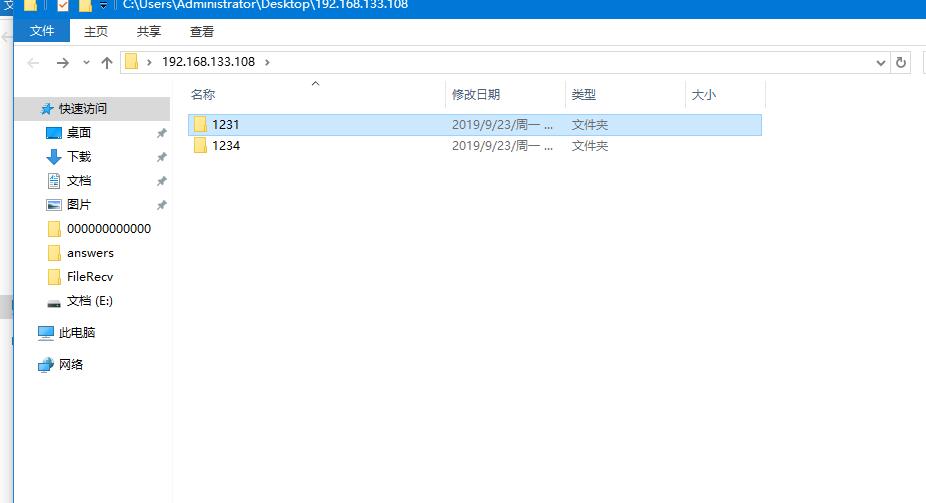 C:\Users\Administrator\Desktop\192.168.133.108
文件 主页 共享 查看
192.168.133.108
名称 修改日期 类型 大小
快速访问
桌面
下载
文档
图片
000000000000
answers
FileRecv
文档 (E:)
此电脑
网络
1231 2019/9/23/周一 ... 文件夹
1234 2019/9/23/周一 ... 文件夹